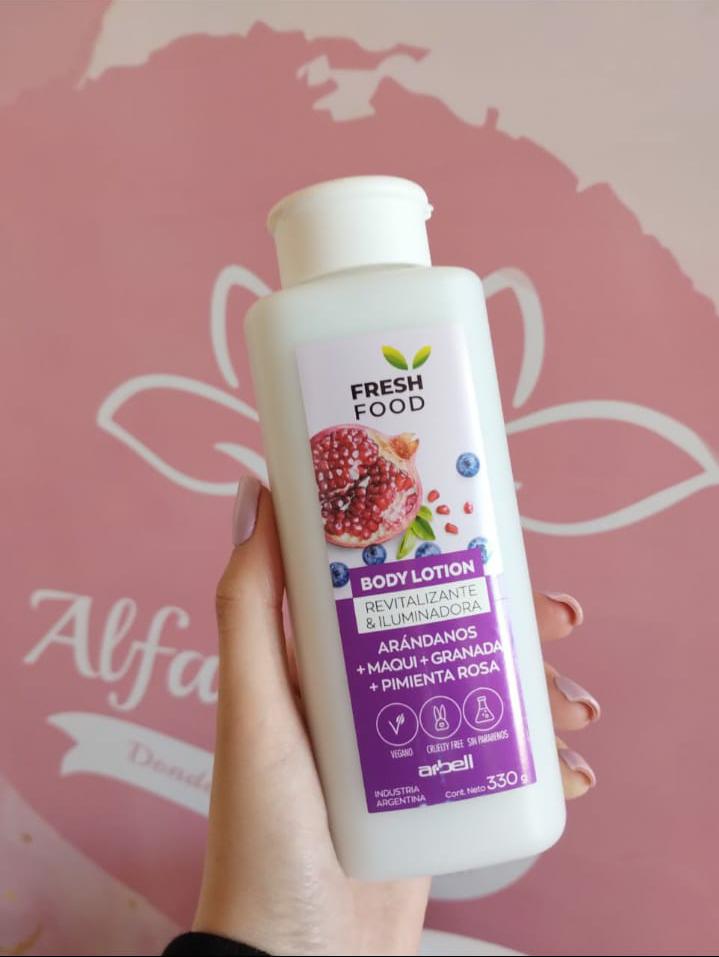 FRESH
FOOD
BODY LOTION
REVITALIZANTE
& ILUMINADORA
ARÁNDANOS
+ MAQUI + GRANADA
+ PIMIENTA ROSA
VEGANO CRUELTY FREE SIN PARABENOS
arbell
INDUSTRIA
ARGENTINA
Cont. Neto 330 g
Alfa
Donde